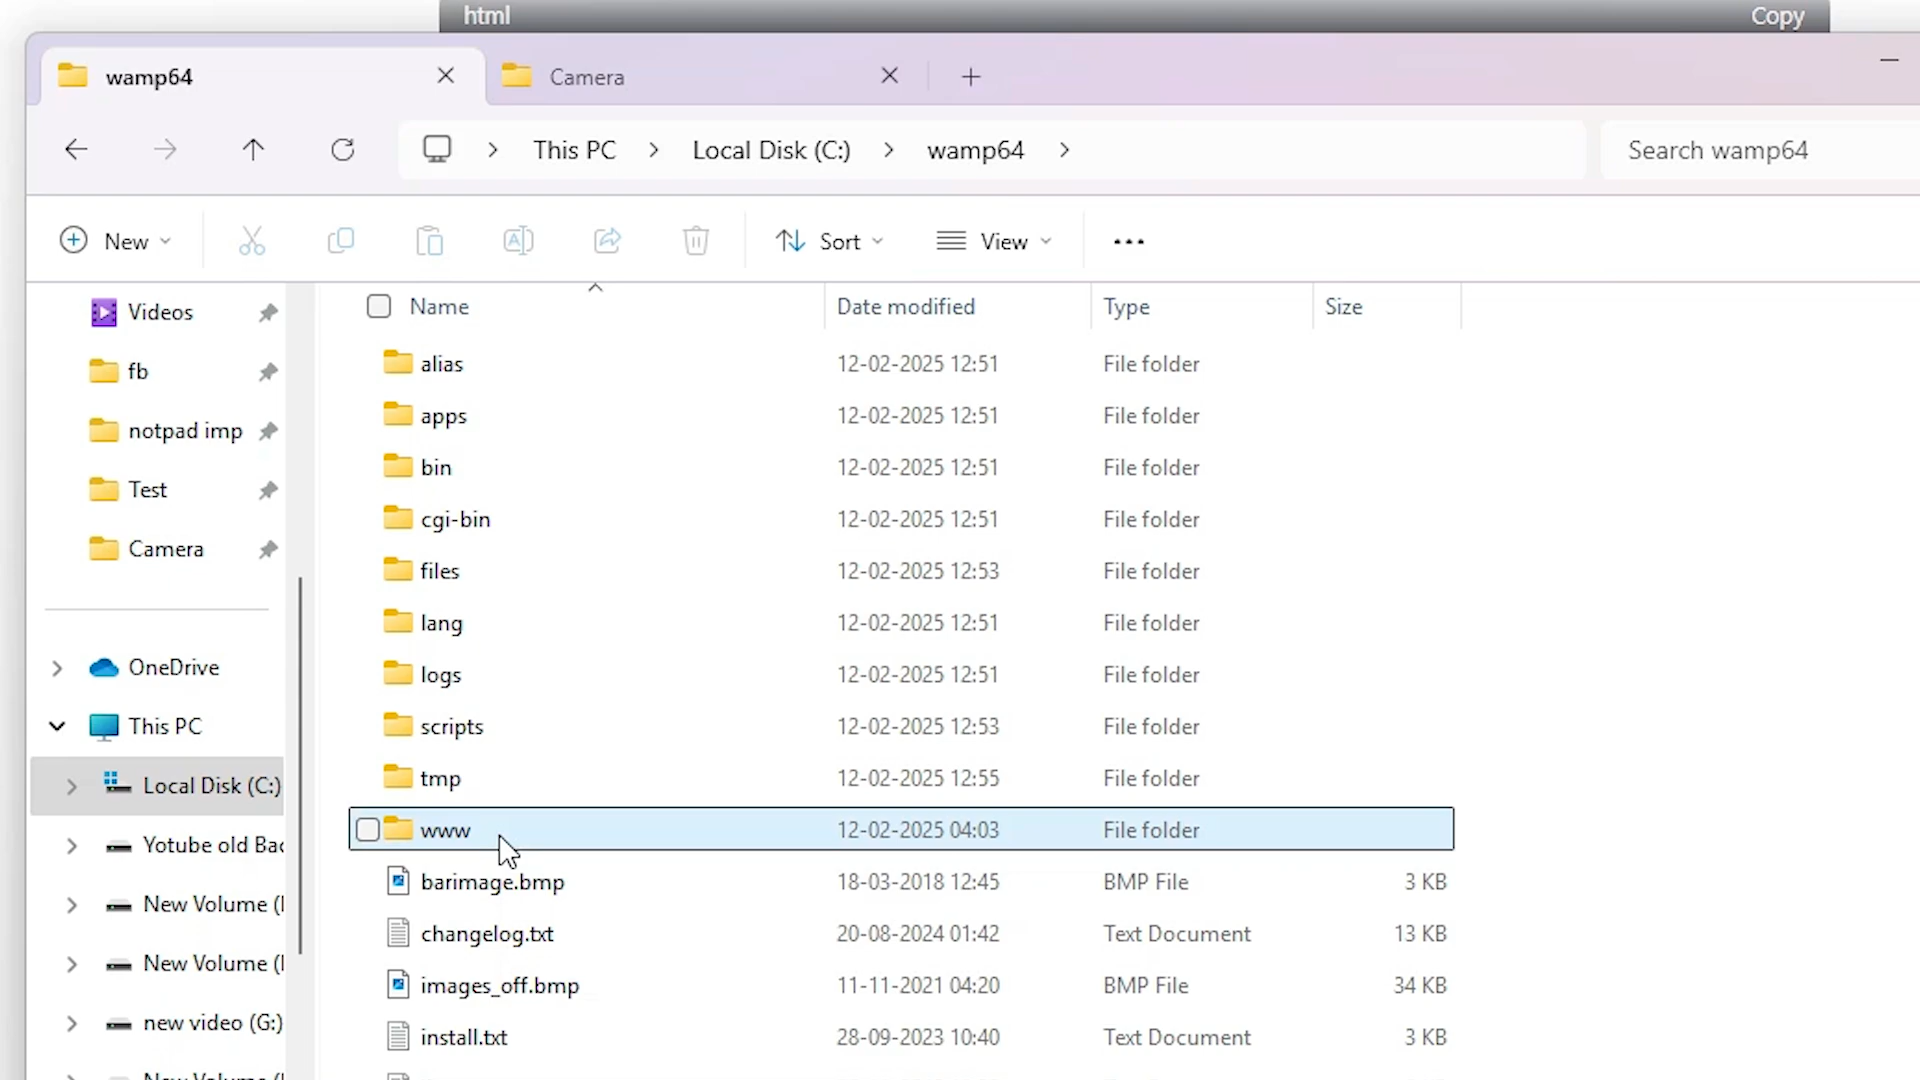 html Copy
wamp64 Camera
This PC Local Disk (C:) wamp64 Search wamp64
New Sort View
Name Date modified Type Size
Videos
fb
notpad imp
Test
Camera
OneDrive
This PC
Local Disk (C:)
Yotube old Bac
New Volume (
New Volume (
new video (G:)
alias 12-02-2025 12:51 File folder
apps 12-02-2025 12:51 File folder
bin 12-02-2025 12:51 File folder
cgi-bin 12-02-2025 12:51 File folder
files 12-02-2025 12:53 File folder
lang 12-02-2025 12:51 File folder
logs 12-02-2025 12:51 File folder
scripts 12-02-2025 12:53 File folder
tmp 12-02-2025 12:55 File folder
www 12-02-2025 04:03 File folder
barimage.bmp 18-03-2018 12:45 BMP File 3 KB
changelog.txt 20-08-2024 01:42 Text Document 13 KB
images_off.bmp 11-11-2021 04:20 BMP File 34 KB
install.txt 28-09-2023 10:40 Text Document 3 KB